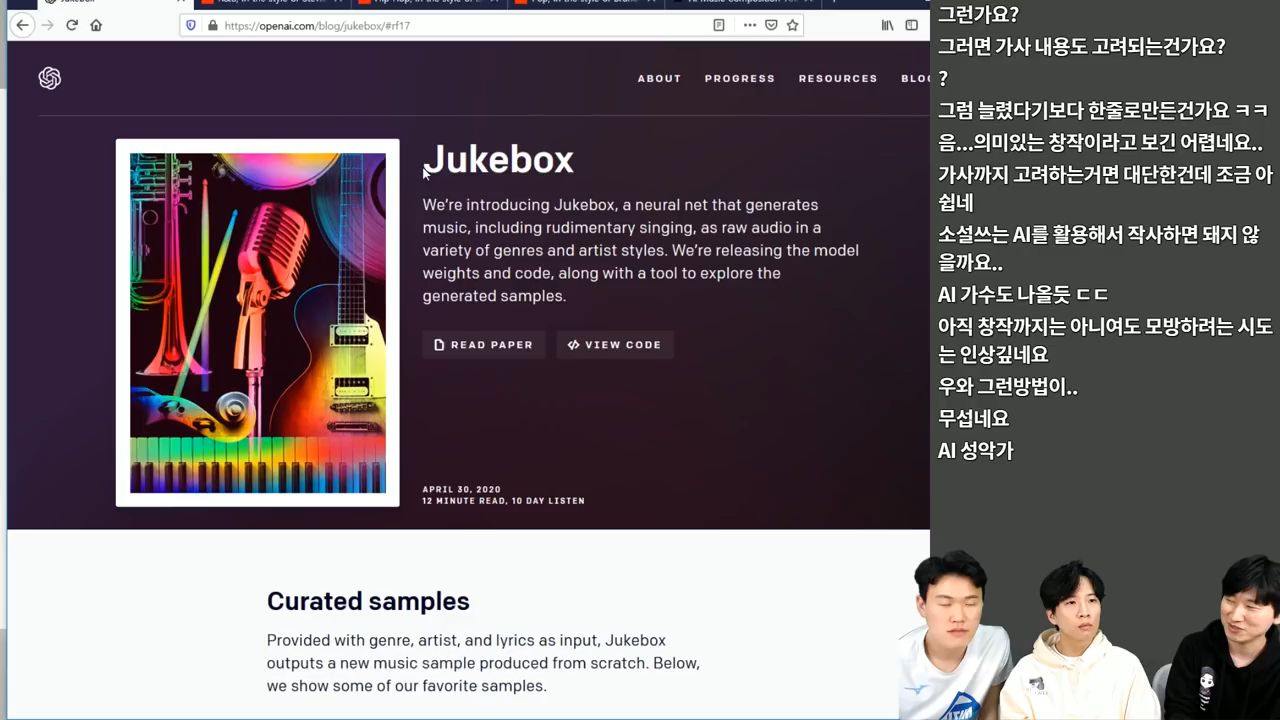 https://openai.com/blog/jukebox/#rf17
ABOUT
PROGRESS
RESOURCES
Jukebox
We're introducing Jukebox, a neural net that generates
music, including rudimentary singing, as raw audio in a
variety of genres and artist styles. We're releasing the model
weights and code, along with a tool to explore the
generated samples.
READ PAPER
VIEW CODE
APRIL 30, 2020
12 MINUTE READ, 10 DAY LISTEN
Curated samples
Provided with genre, artist, and lyrics as input, Jukebox
outputs a new music sample produced from scratch. Below,
we show some of our favorite samples.
그런가요?
그러면 가사 내용도 고려되는건가요?
?
그럼 늘렸다기보다 한줄로만든건가요 ㅋㅋ
음...의미있는 창작이라고 보긴 어렵네요..
가사까지 고려하는거면 대단한건데 조금 아
쉽네
소설쓰는 AI를 활용해서 작사하면 돼지 않
을까요..
AI 가수도 나올듯 ㄷㄷ
아직 창작까지는 아니여도 모방하려는 시도
는 인상깊네요
우와 그런방법이..
무섭네요
AI 성악가